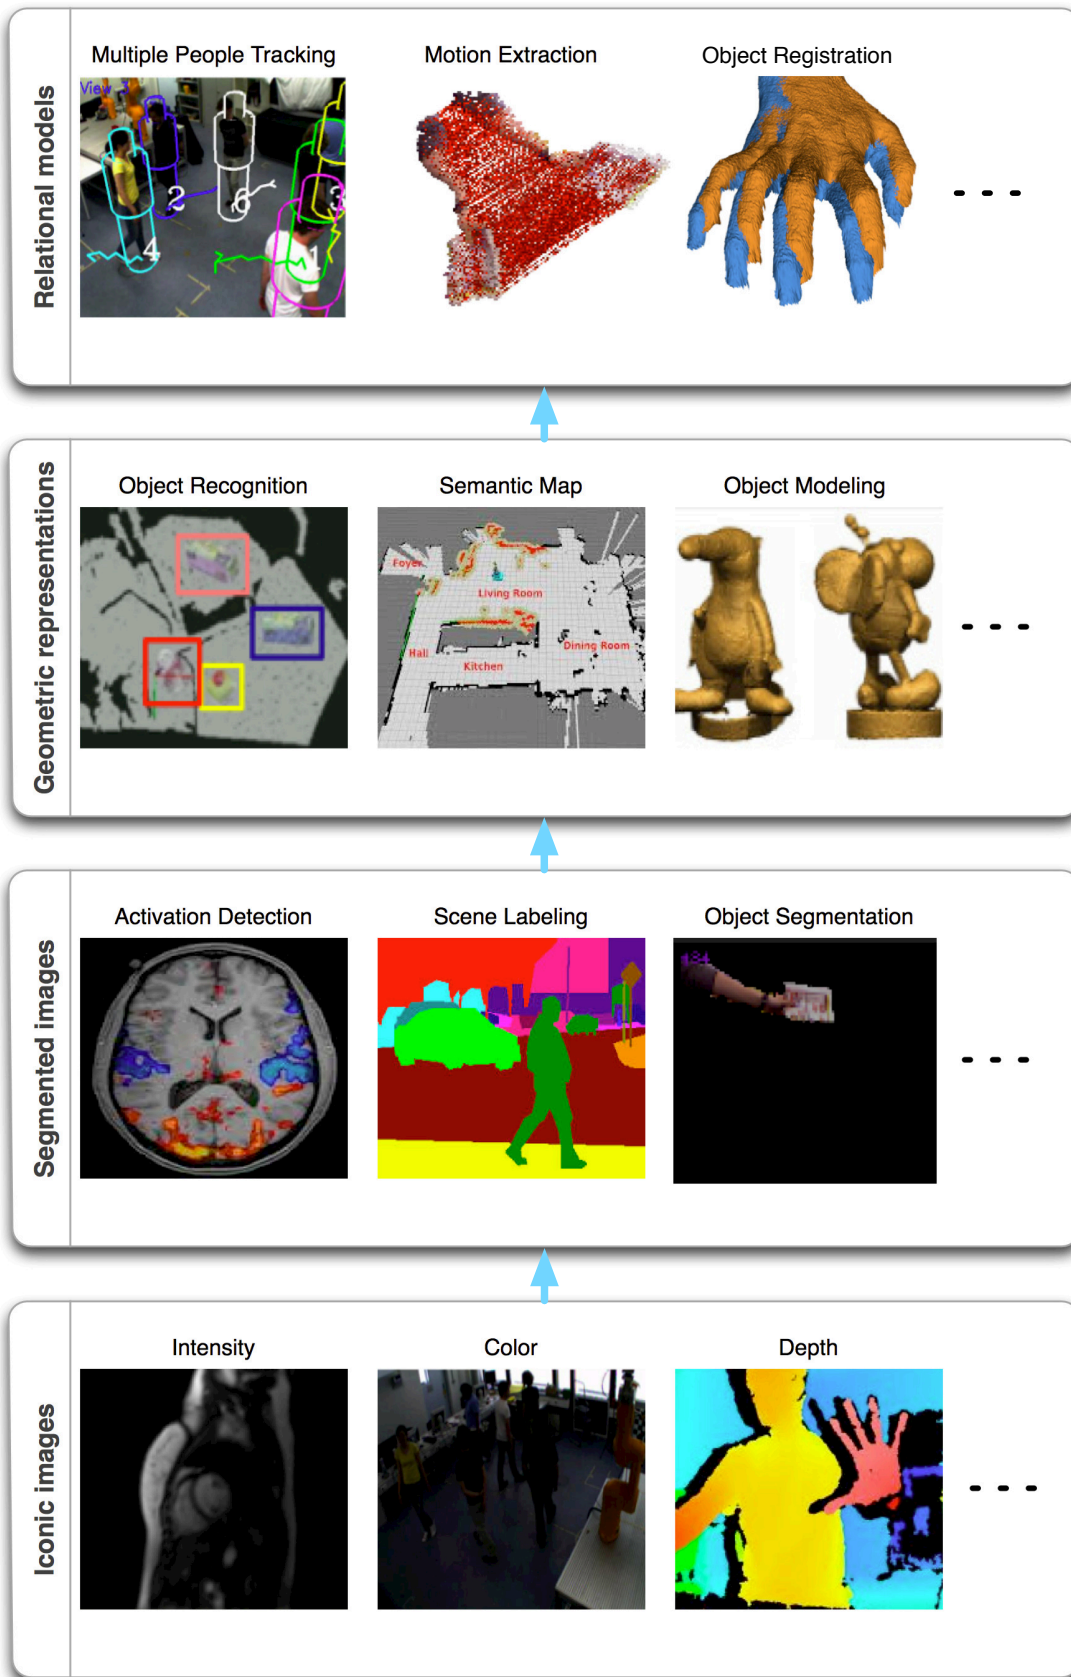 Relational models
Multiple People Tracking
Motion Extraction
Object Registration
View 3
2
6
3
4
1
Geometric representations
Object Recognition
Semantic Map
Object Modeling
Foyer
Living Room
Hall
Kitchen
Dining Room
Segmented images
Activation Detection
Scene Labeling
Object Segmentation
184
Iconic images
Intensity
Color
Depth